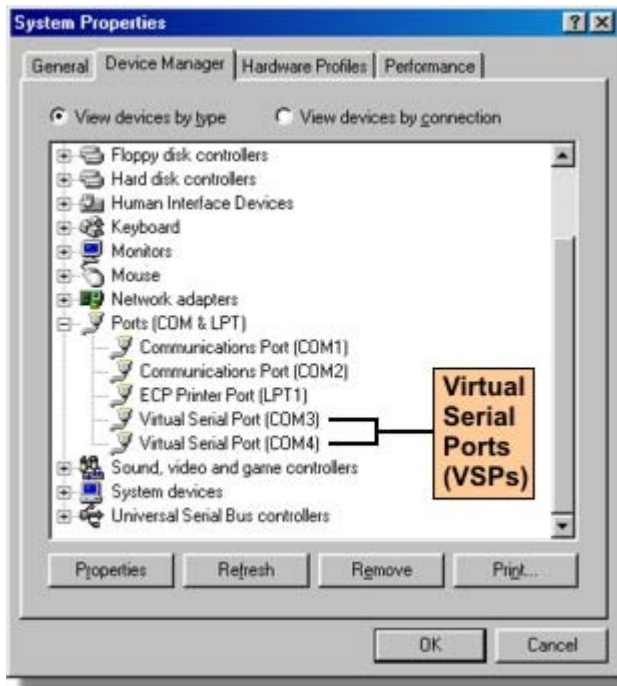 System Properties
General Device Manager Hardware Profiles Performance
View devices by type View devices by connection
Floppy disk controllers
Hard disk controllers
Human Interface Devices
Keyboard
Monitors
Mouse
Network adapters
Ports (COM & LPT)
Communications Port (COM1)
Communications Port (COM2)
ECP Printer Port (LPT1)
Virtual Serial Port (COM3)
Virtual Serial Port (COM4)
Sound, video and game controllers
System devices
Universal Serial Bus controllers
Virtual
Serial
Ports
(VSPs)
Properties Refresh Remove Print...
OK Cancel